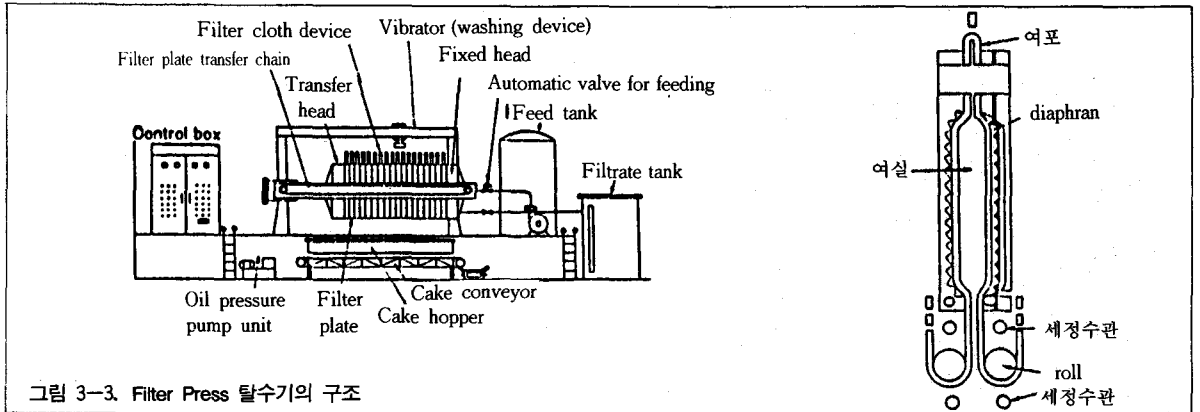 Filter cloth device
Vibrator (washing device)
Filter plate transfer chain
Fixed head
Transfer
head
Automatic valve for feeding
Feed tank
Control box
Filtrate tank
Oil pressure
pump unit
Filter
plate
Cake conveyor
Cake hopper
여포
diaphran
여실
세정수관
roll
세정수관
그림 3-3. Filter Press 탈수기의 구조